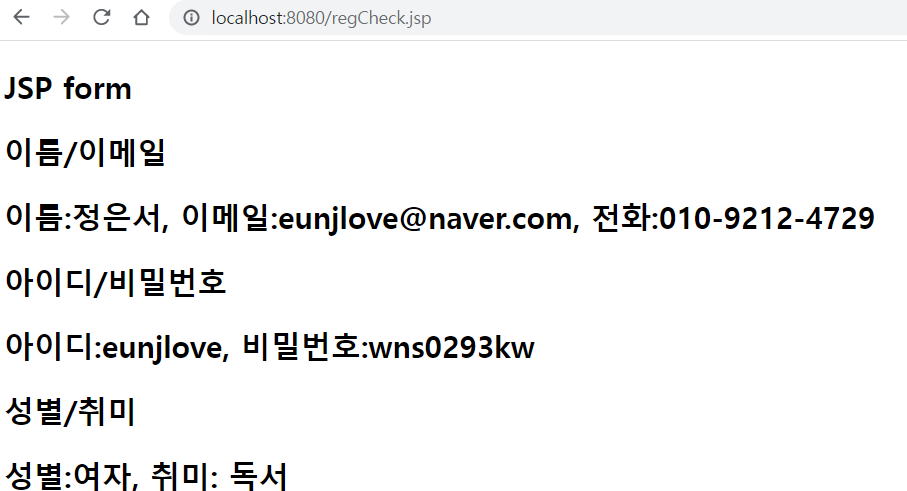 localhost:8080/regCheck.jsp
JSP form
이름/이메일
이름:정은서, 이메일:eunjlove@naver.com, 전화:010-9212-4729
아이디/비밀번호
아이디:eunjlove, 비밀번호:wns0293kw
성별/취미
성별:여자, 취미: 독서